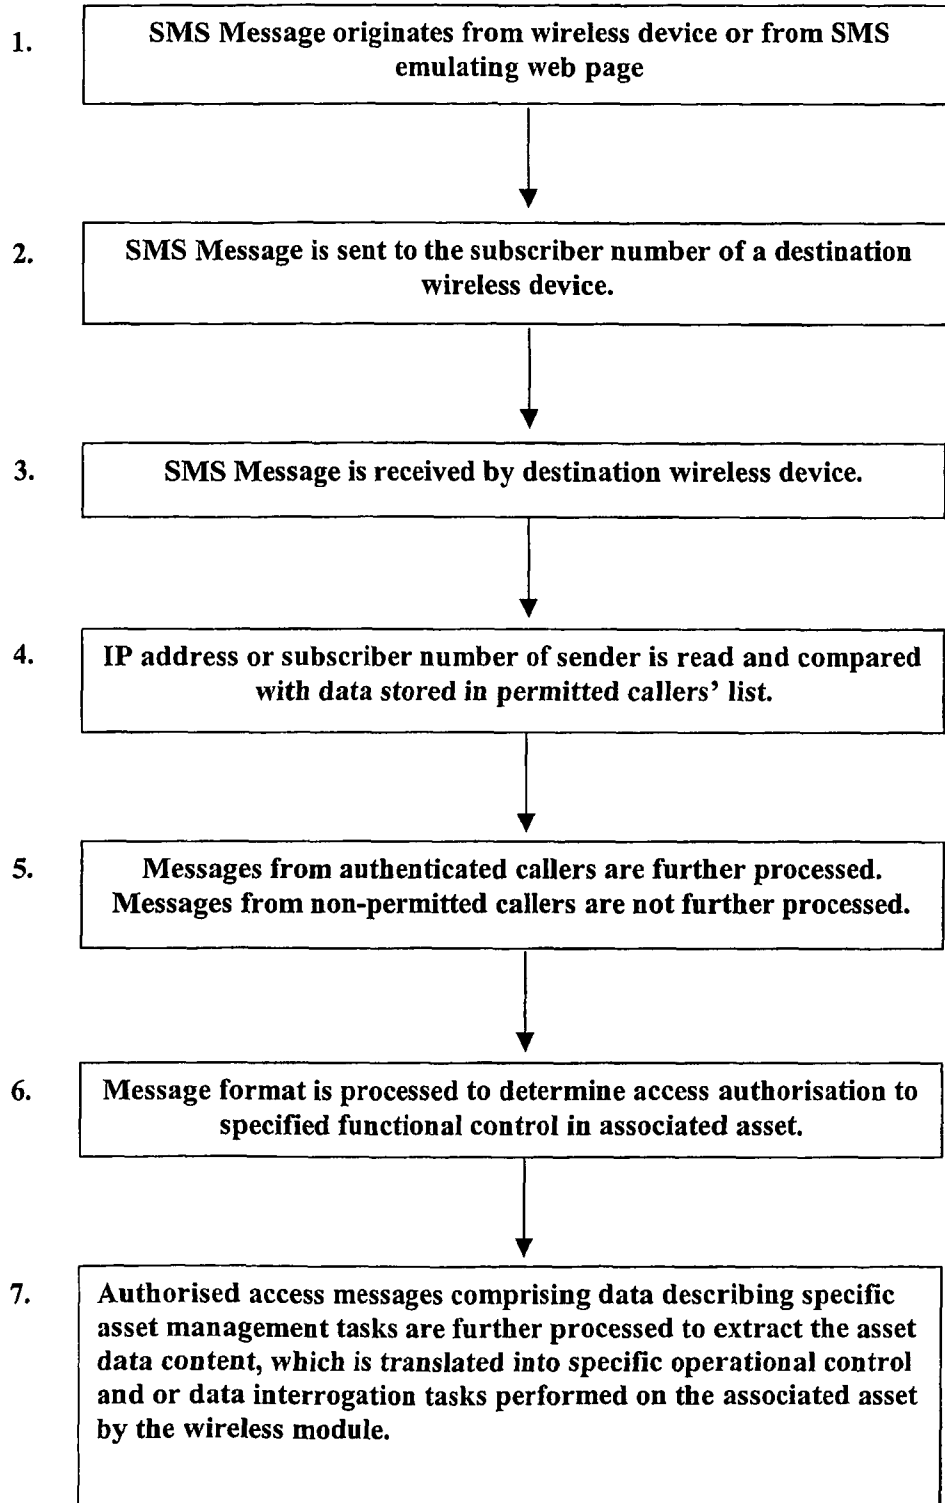 1.
SMS Message originates from wireless device or from SMS
emulating web page
2.
SMS Message is sent to the subscriber number of a destination
wireless device.
3.
SMS Message is received by destination wireless device.
4.
IP address or subscriber number of sender is read and compared
with data stored in permitted callers’ list.
5.
Messages from authenticated callers are further processed.
Messages from non-permitted callers are not further processed.
6.
Message format is processed to determine access authorisation to
specified functional control in associated asset.
7.
Authorised access messages comprising data describing specific
asset management tasks are further processed to extract the asset
data content, which is translated into specific operational control
and or data interrogation tasks performed on the associated asset
by the wireless module.